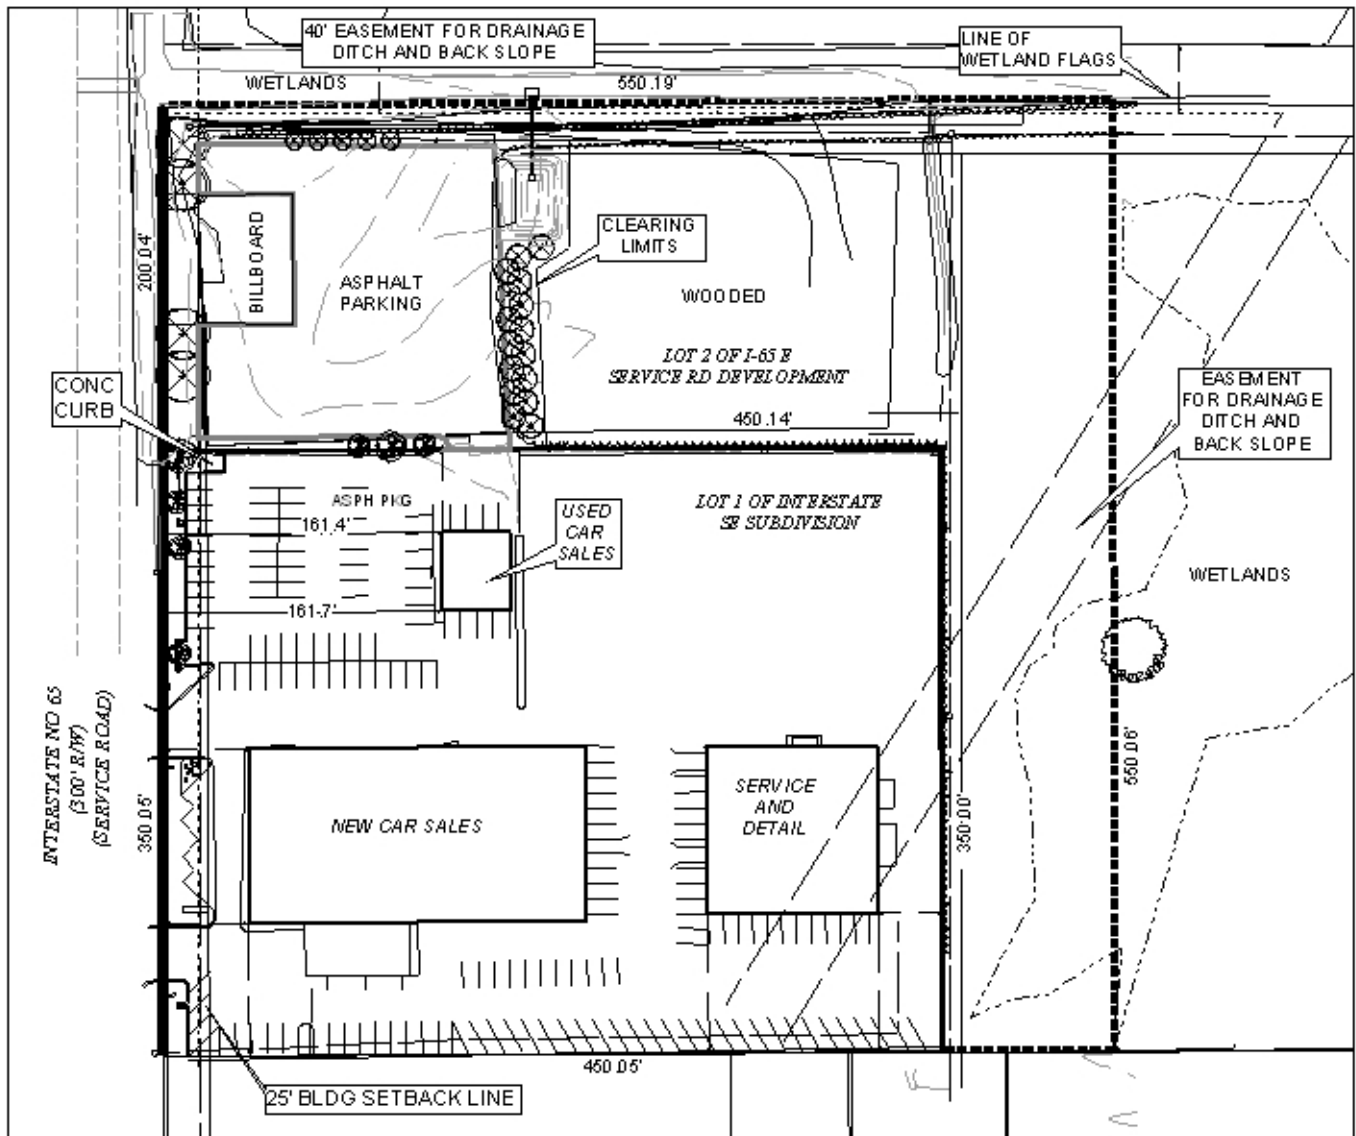 40' EASEMENT FOR DRAINAGE
DITCH AND BACK SLOPE
LINE OF
WETLAND FLAGS
WETLANDS
550.19'
200.04'
BILLBOARD
ASPHALT
PARKING
CLEARING
LIMITS
WOODED
LOT 2 OF I-65 E
SERVICE RD DEVELOPMENT
450.14'
CONC
CURB
EASEMENT
FOR DRAINAGE
DITCH AND
BACK SLOPE
ASPH PKG
161.4'
USED
CAR
SALES
LOT 1 OF INTERSTATE
SE SUBDIVISION
161.7'
WETLANDS
INTERSTATE NO 65
(300' R/W)
(SERVICE ROAD)
350.05'
NEW CAR SALES
SERVICE
AND
DETAIL
350.00'
550.06'
450.05'
25' BLDG SETBACK LINE